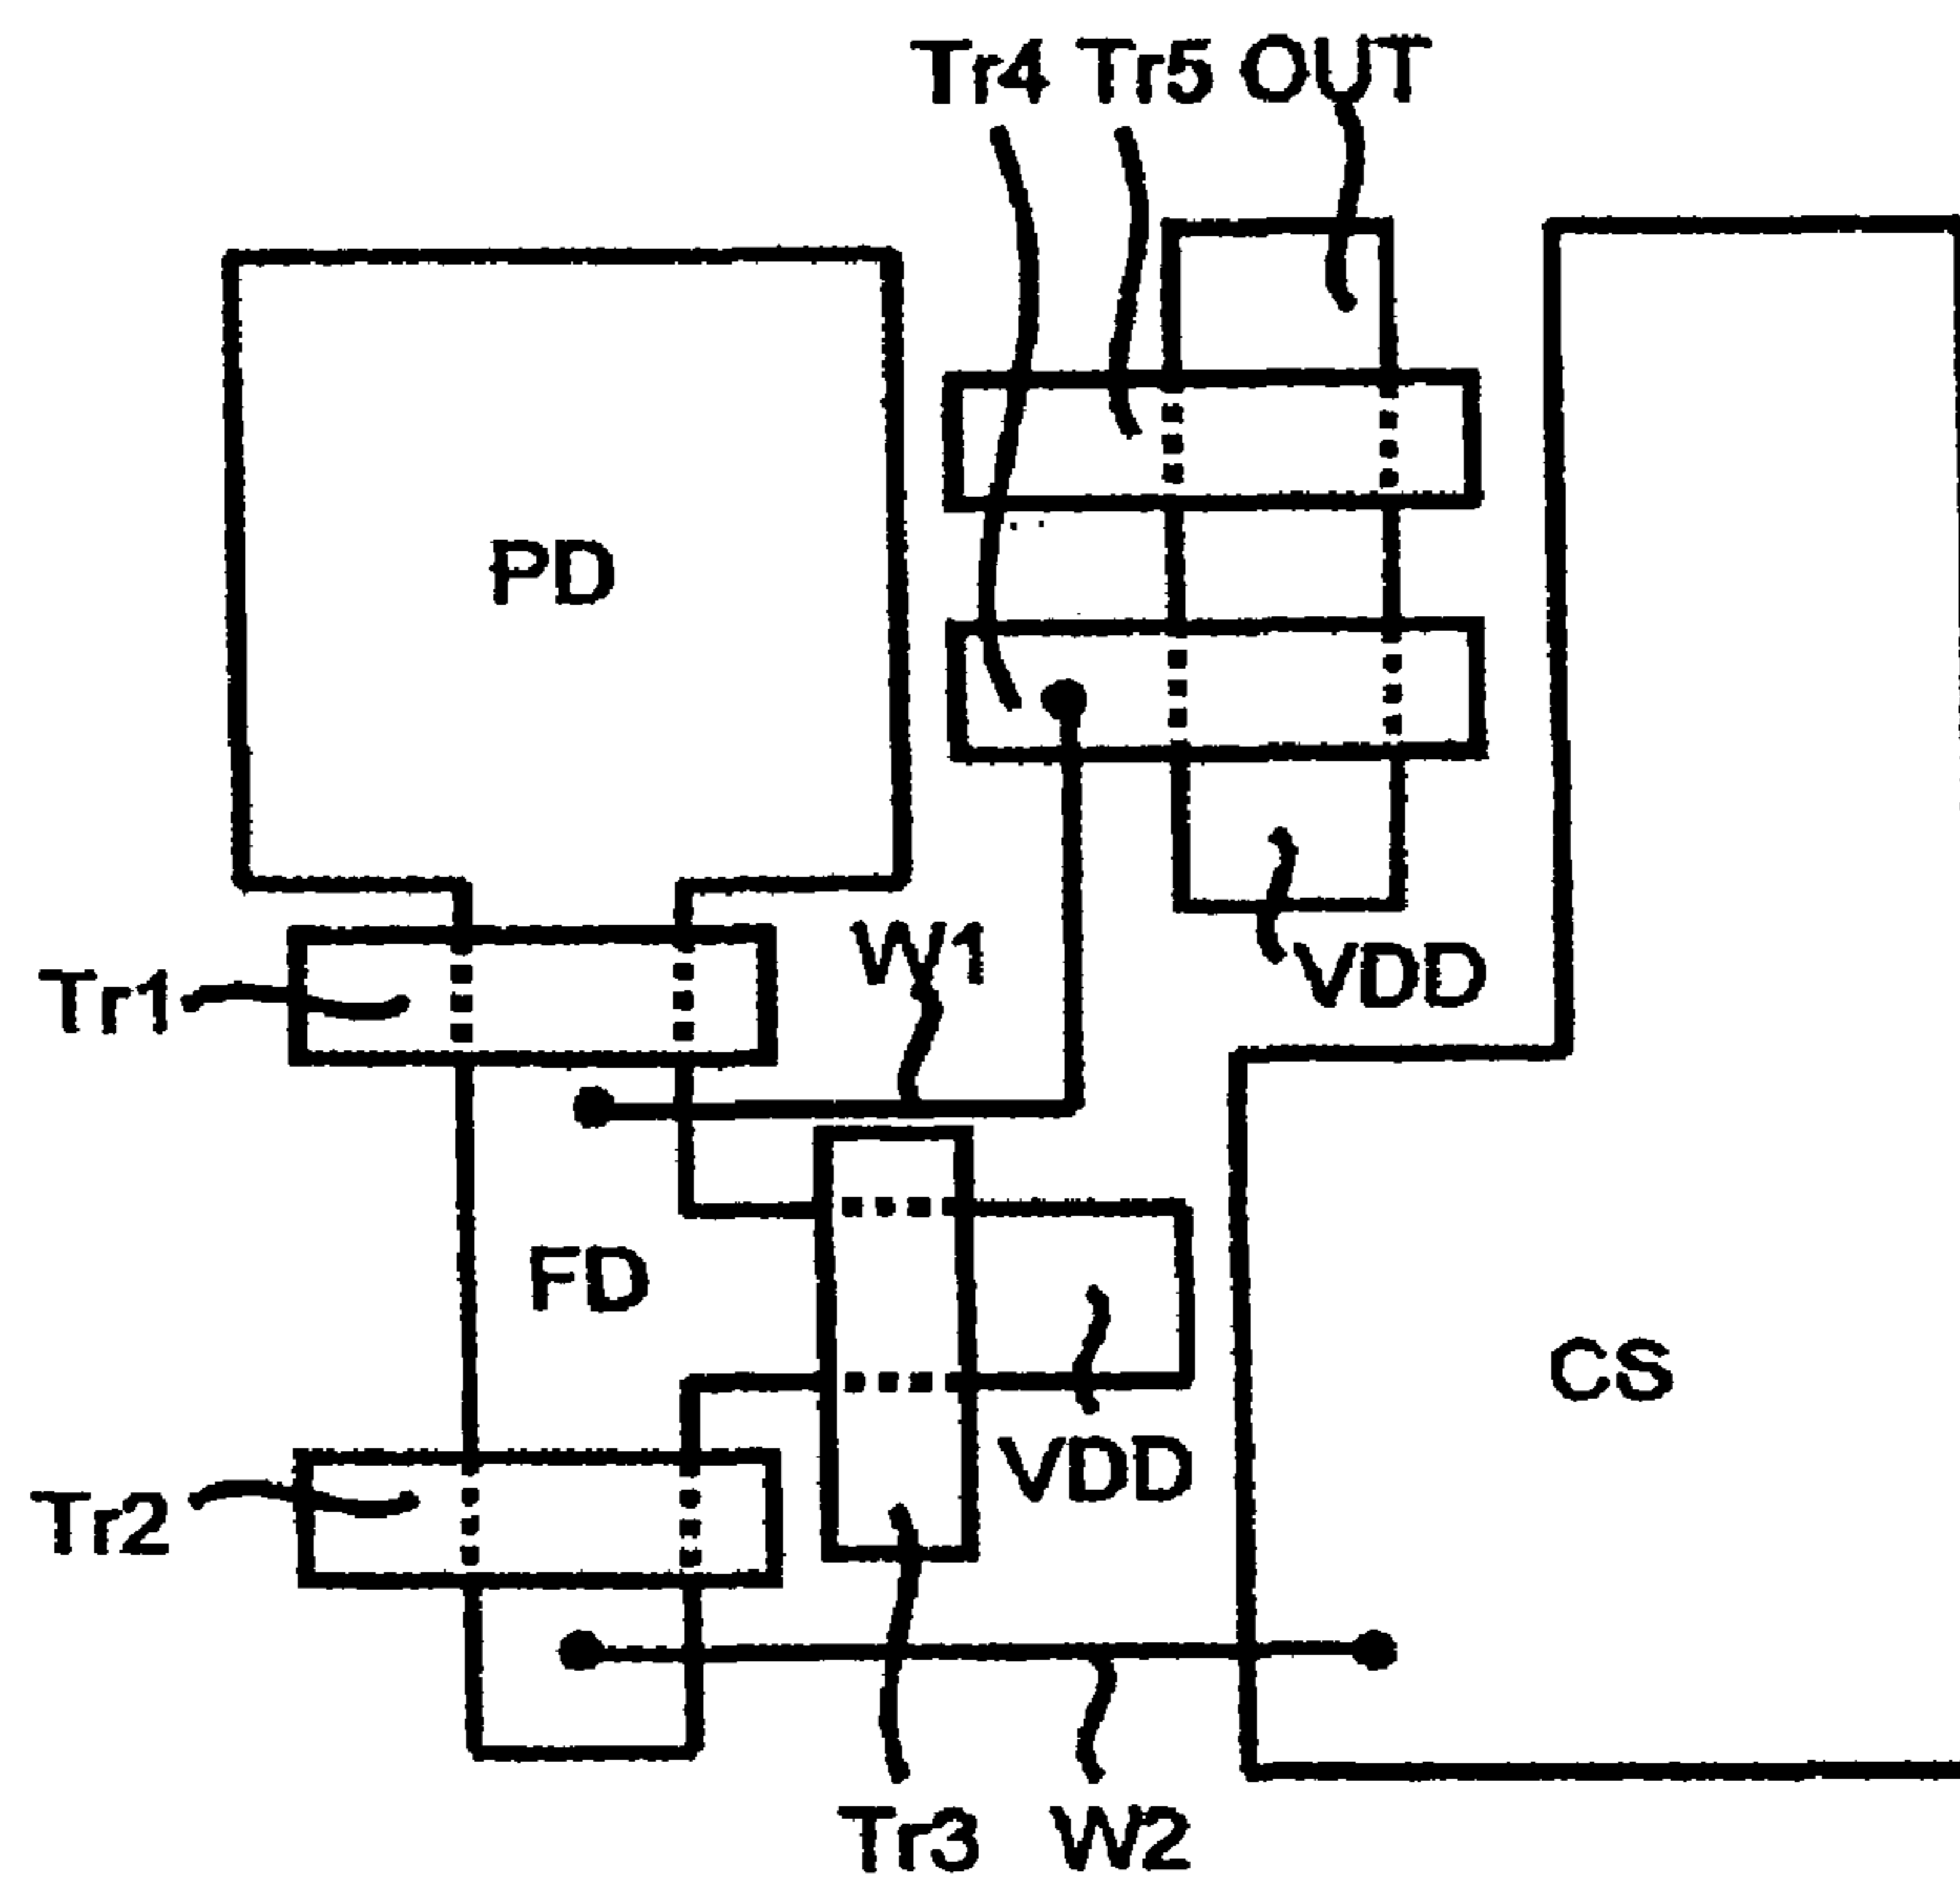 Tr4 Tr5 OUT
PD
W1
VDD
Tr1
FD
CS
VDD
Tr2
Tr3 W2